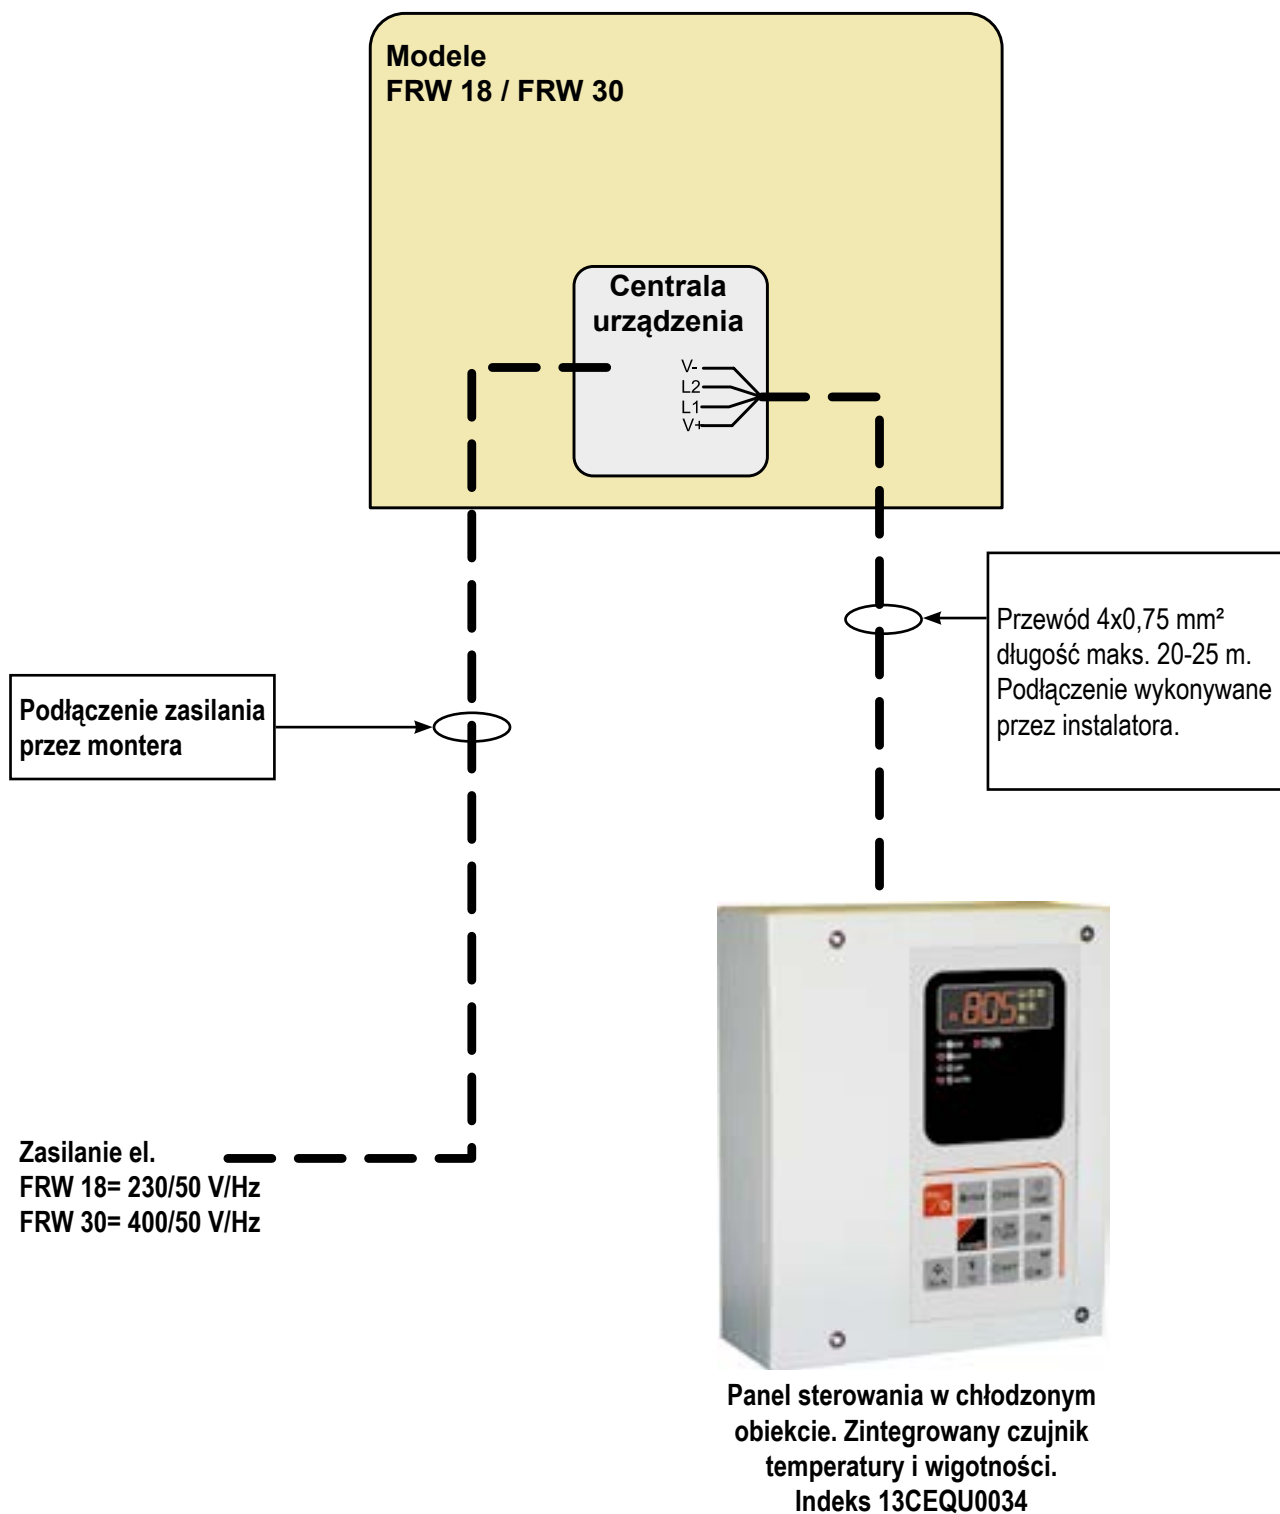 Modele
FRW 18 / FRW 30
Centrala
urządzenia
V-
L2
L1
V+
Przewód 4x0,75 mm²
długość maks. 20-25 m.
Podłączenie wykonywane
przez instalatora.
Podłączenie zasilania
przez montera
805
Zasilanie el.
FRW 18= 230/50 V/Hz
FRW 30= 400/50 V/Hz
Panel sterowania w chłodzonym
obiekcie. Zintegrowany czujnik
temperatury i wigotności.
Indeks 13CEQU0034